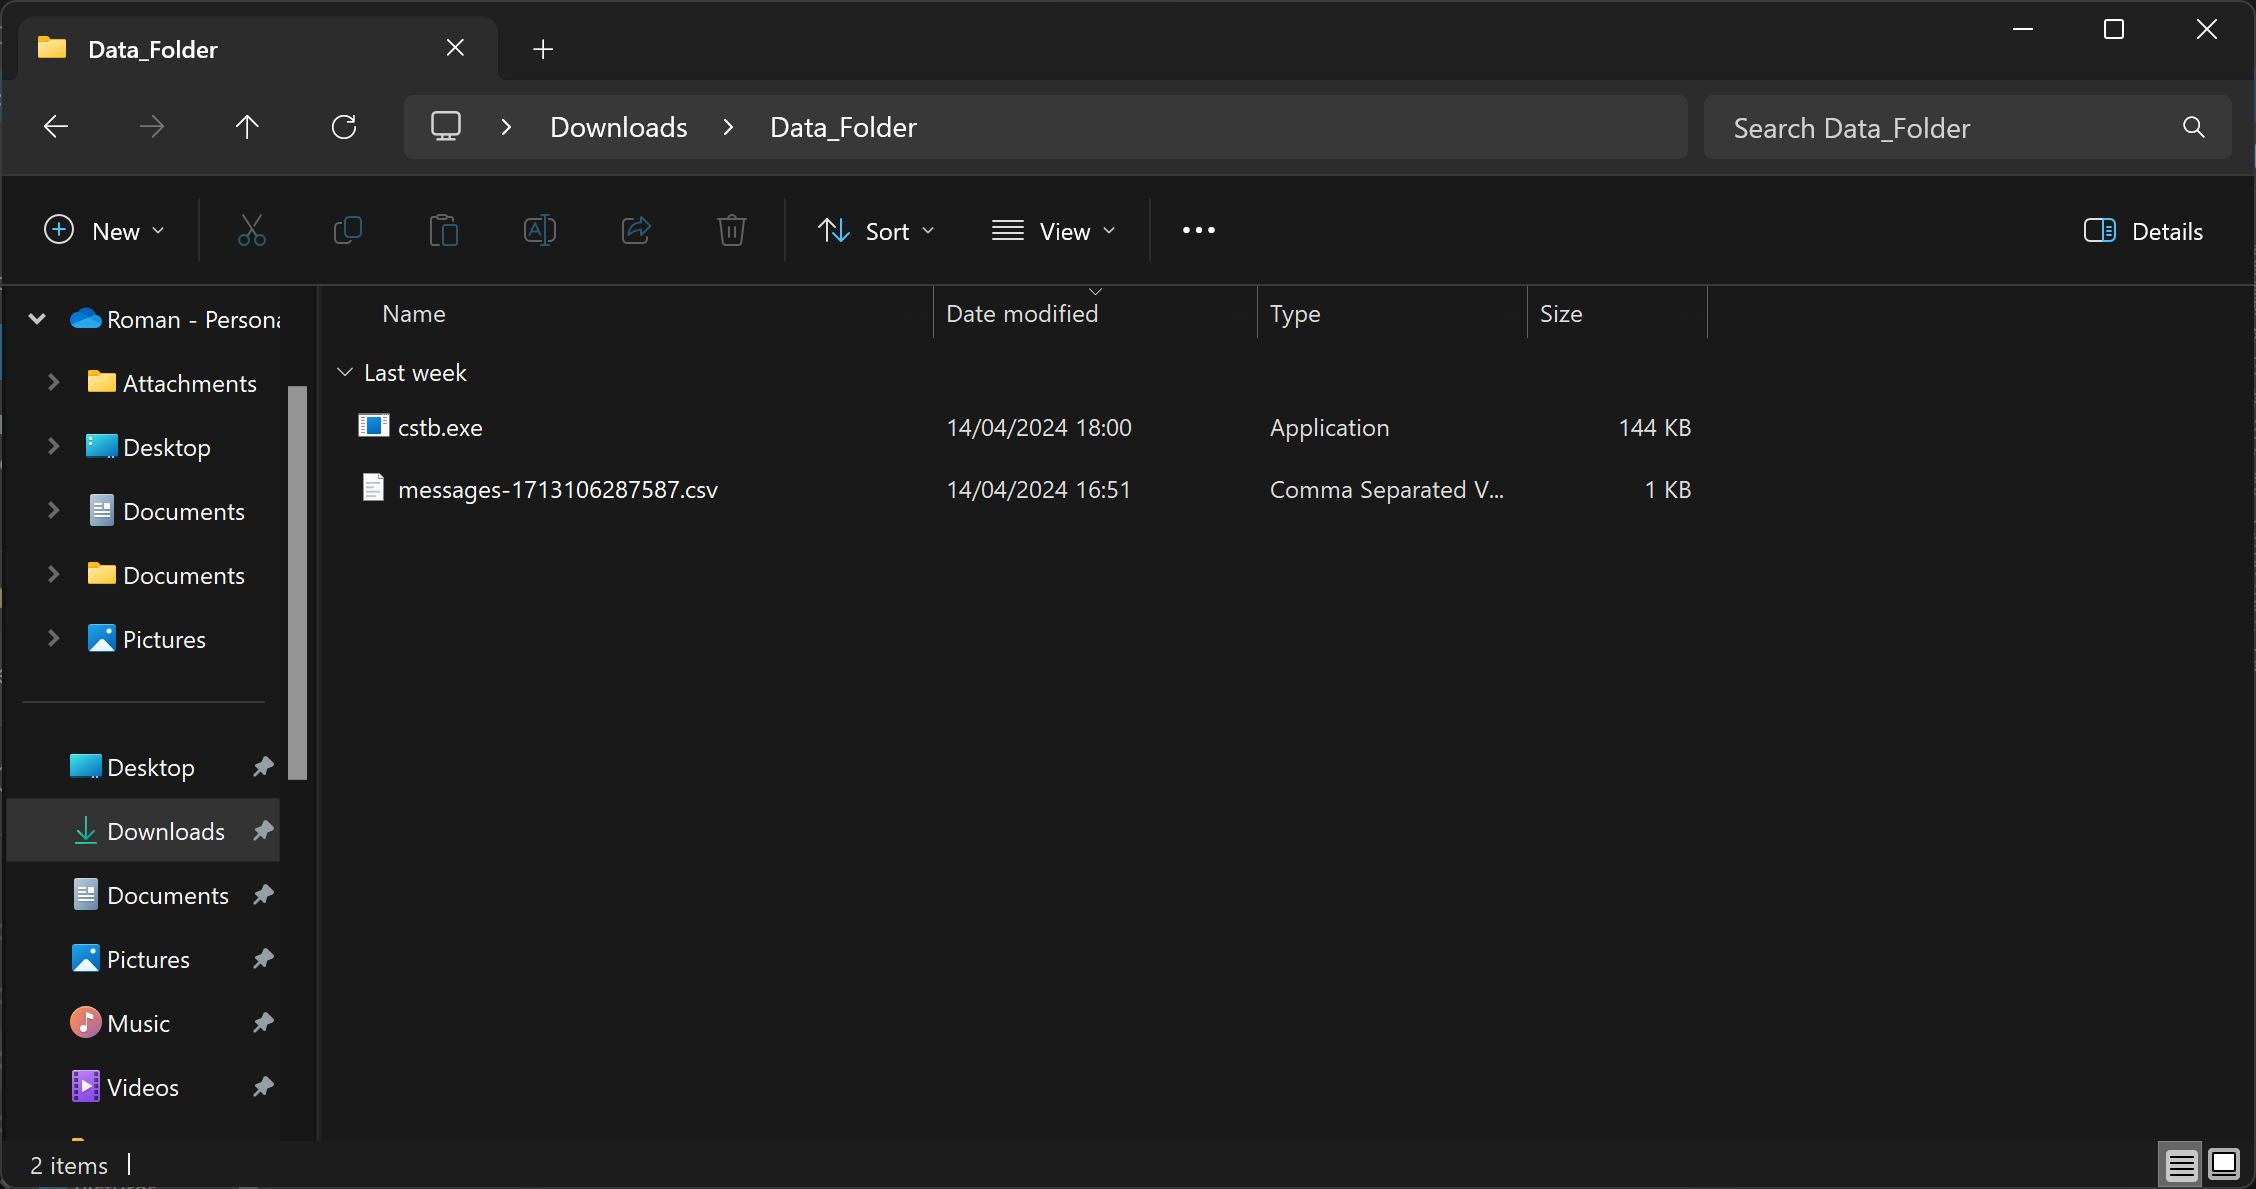 Data_Folder
Downloads > Data_Folder
Search Data_Folder
New
Sort
View
Details
Roman - Persona
Attachments
Desktop
Documents
Documents
Pictures
Desktop
Downloads
Documents
Pictures
Music
Videos
Name Date modified Type Size
Last week
cstb.exe 14/04/2024 18:00 Application 144 KB
messages-1713106287587.csv 14/04/2024 16:51 Comma Separated V... 1 KB
2 items